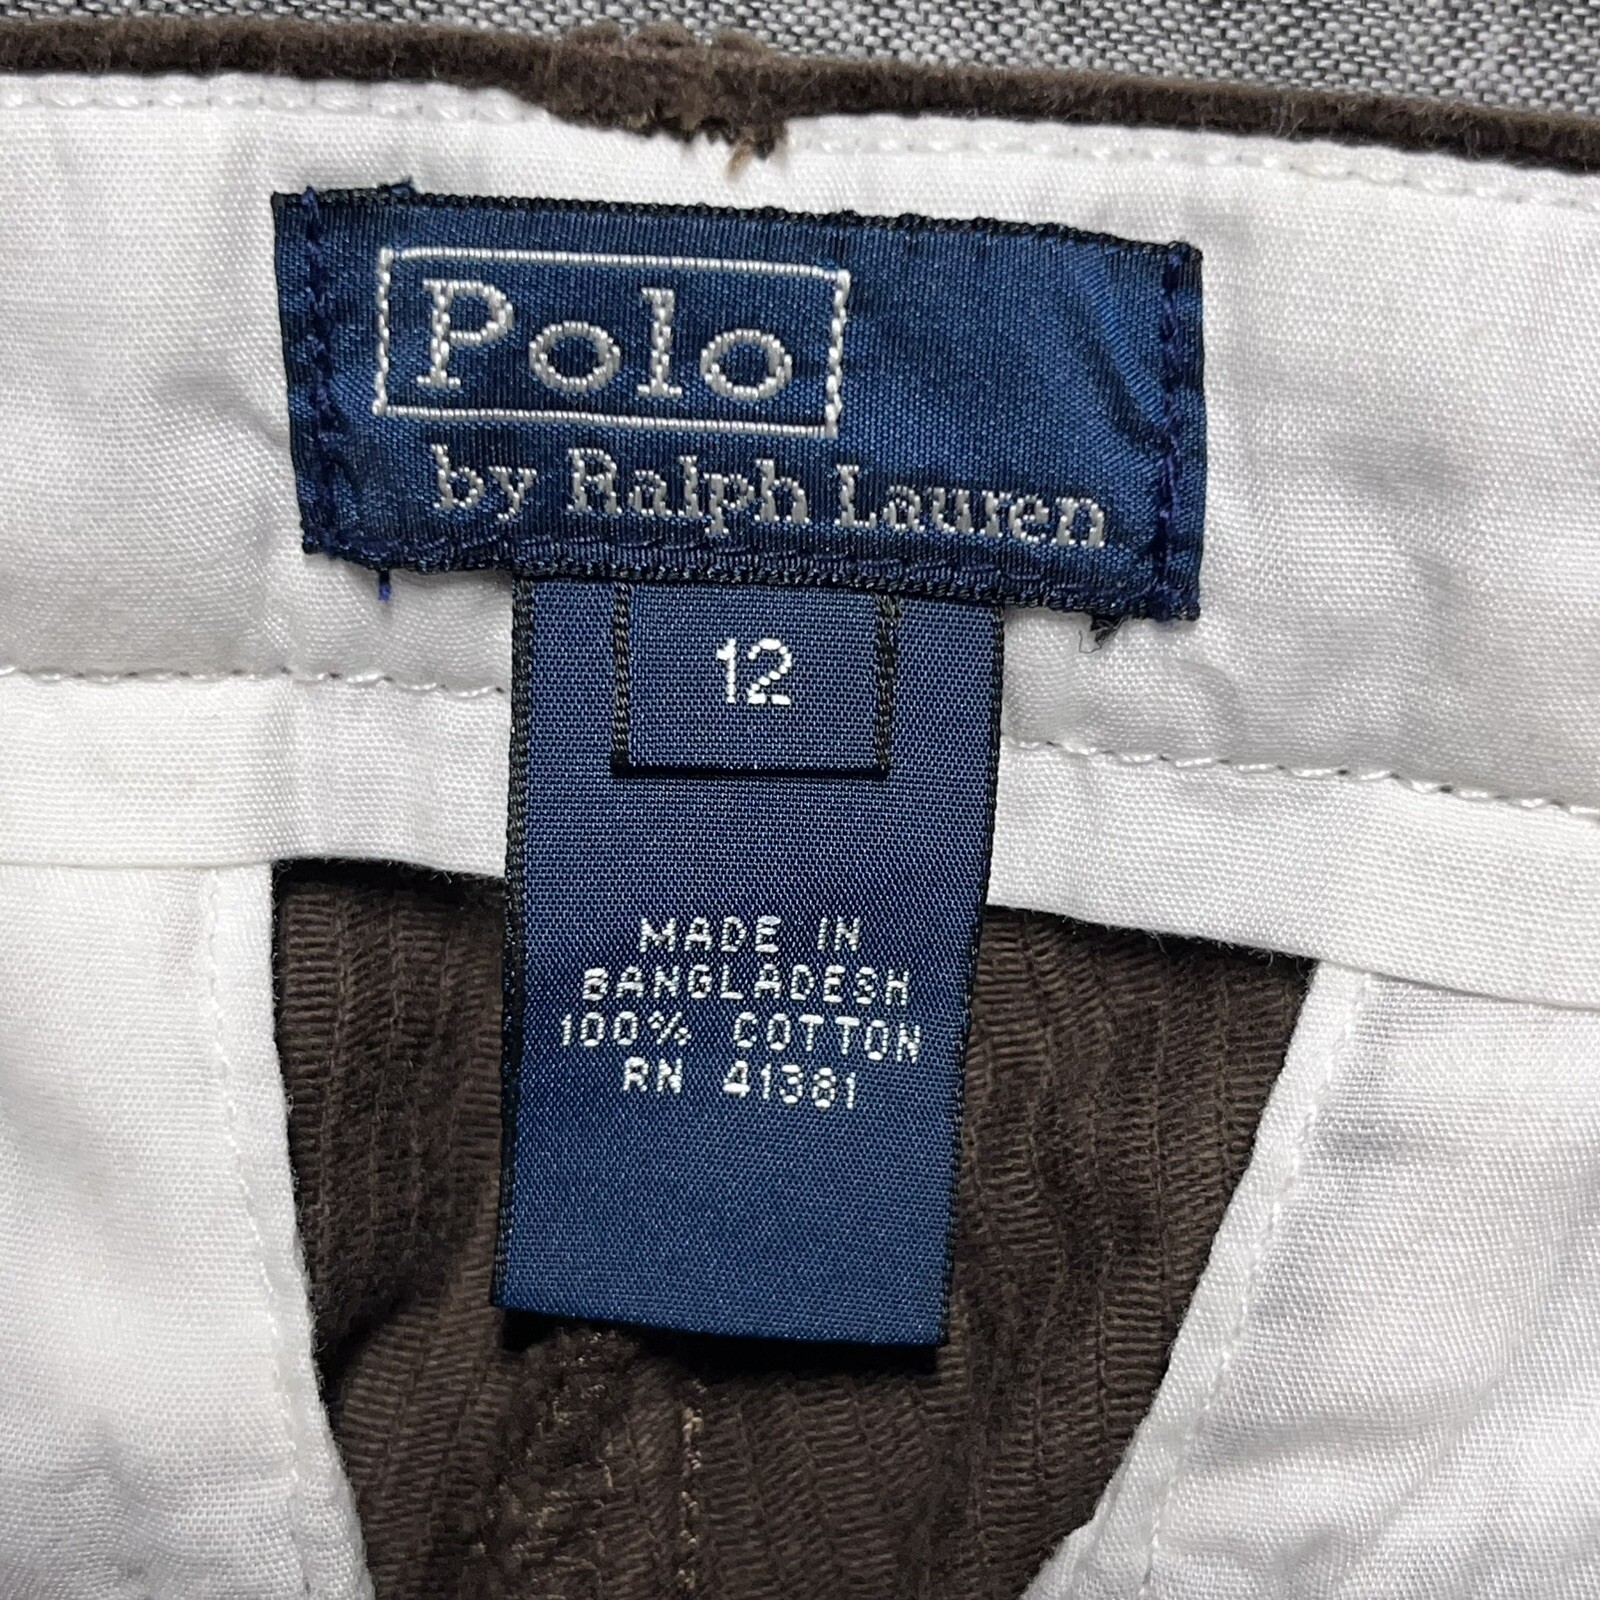 Polo
by Ralph Lauren
12
MADE IN
BANGLADESH
100% COTTON
RN 41381